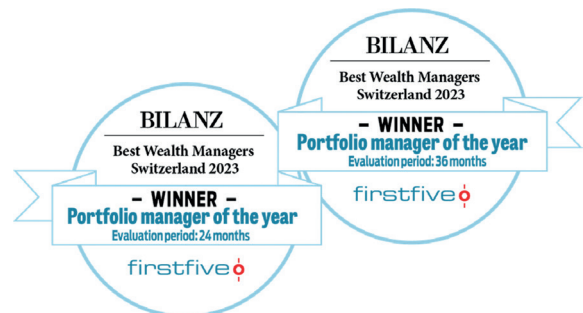 BILANZ
Best Wealth Managers
Switzerland 2023
– WINNER –
Portfolio manager of the year
Evaluation period: 24 months
firstfive
BILANZ
Best Wealth Managers
Switzerland 2023
– WINNER –
Portfolio manager of the year
Evaluation period: 36 months
firstfive